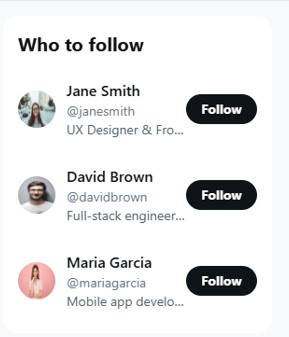 Who to follow
Jane Smith
@janesmith
UX Designer & Fro...
Follow
David Brown
@davidbrown
Full-stack engineer...
Follow
Maria Garcia
@mariagarcia
Mobile app develo...
Follow